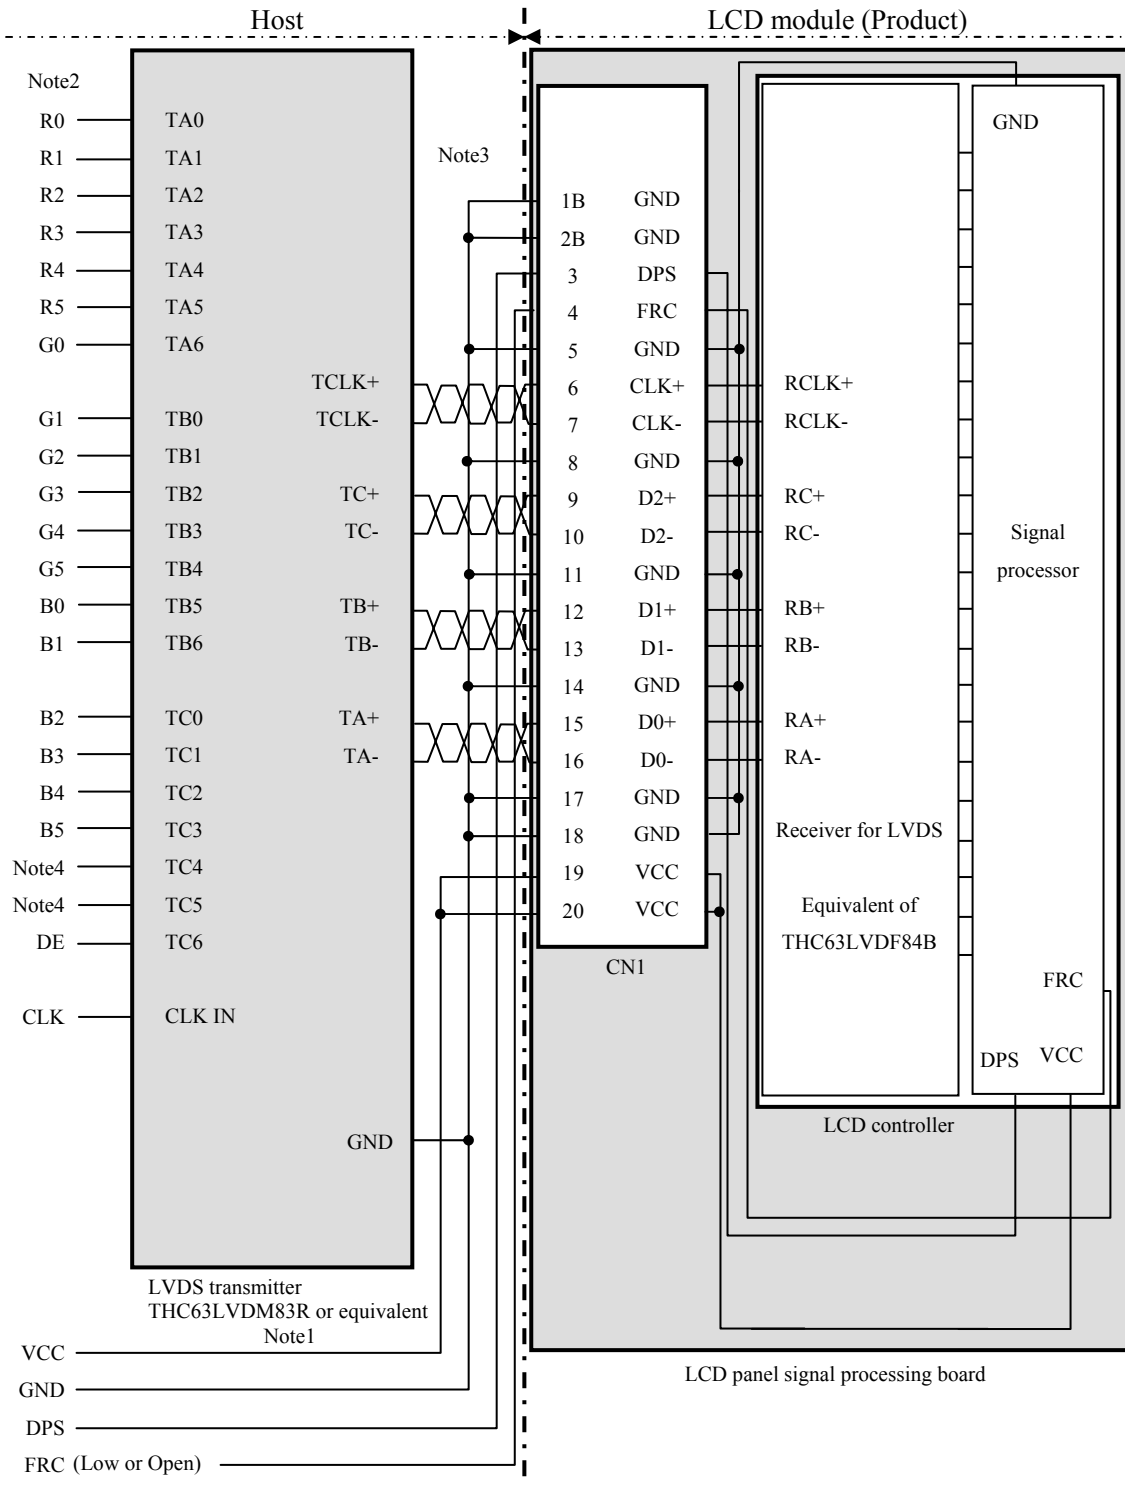 Host LCD module (Product)
Note2
R0 TA0
R1 TA1 Note3
R2 TA2 1B GND
R3 TA3 2B GND
R4 TA4 3 DPS
R5 TA5 4 FRC
G0 TA6 5 GND
TCLK+ 6 CLK+ RCLK+
G1 TB0 TCLK- 7 CLK- RCLK-
G2 TB1 8 GND
G3 TB2 TC+ 9 D2+ RC+
G4 TB3 TC- 10 D2- RC-
G5 TB4 11 GND
B0 TB5 TB+ 12 D1+ RB+
B1 TB6 TB- 13 D1- RB-
14 GND
B2 TC0 TA+ 15 D0+ RA+
B3 TC1 TA- 16 D0- RA-
B4 TC2 17 GND
B5 TC3 18 GND Receiver for LVDS
Note4 TC4 19 VCC
Note4 TC5 20 VCC Equivalent of
DE TC6 THC63LVDF84B
CN1
CLK CLK IN
GND
GND
Signal
processor
FRC
DPS VCC
LCD controller
LVDS transmitter
THC63LVDM83R or equivalent
Note1
VCC
GND
DPS
FRC (Low or Open)
LCD panel signal processing board